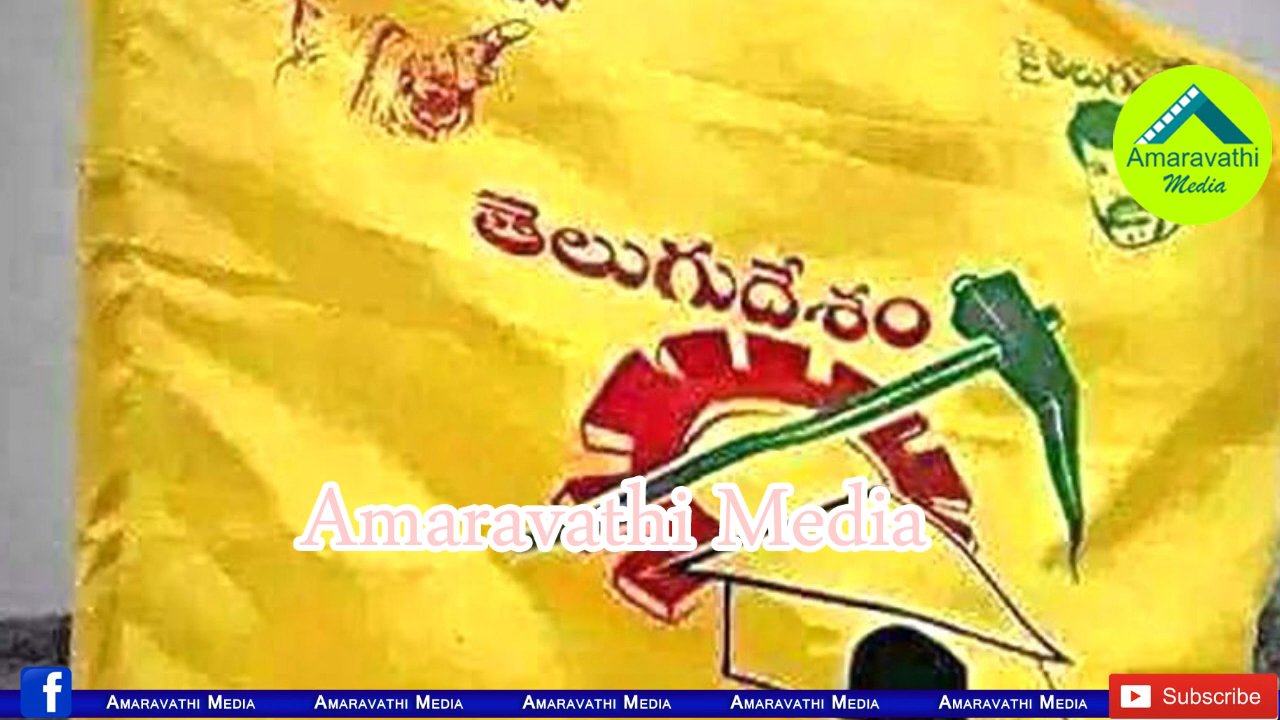 జై తెలుగుదేశం
Amaravathi
Media
తెలుగుదేశం
Amaravathi Media
AMARAVATHI MEDIA AMARAVATHI MEDIA AMARAVATHI MEDIA AMARAVATHI MEDIA AMARAVATHI MEDIA
f
Subscribe